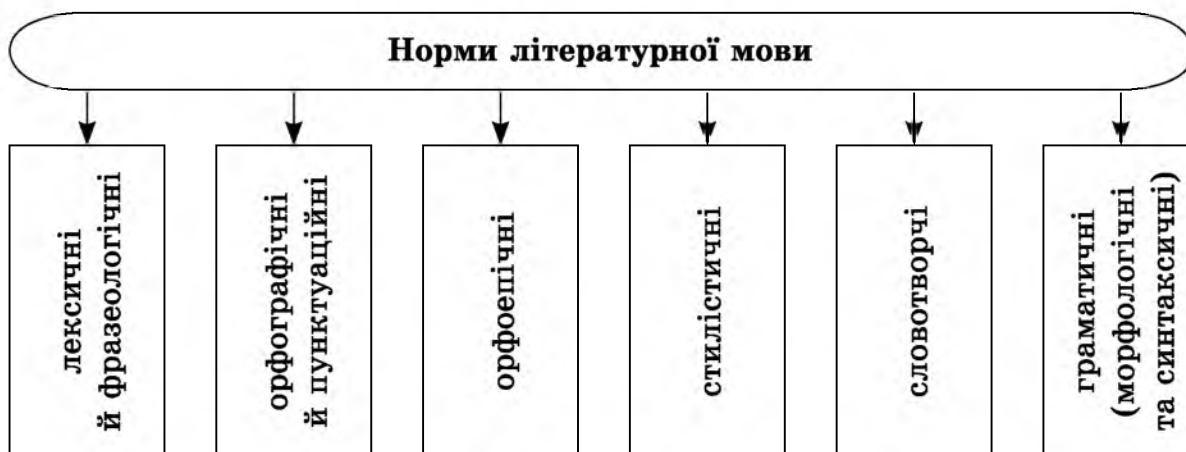 Норми літературної мови
лексичні
й фразеологічні
орфографічні
й пунктуаційні
орфоепічні
стилістичні
словотворчі
граматичні
(морфологічні
та синтаксичні)